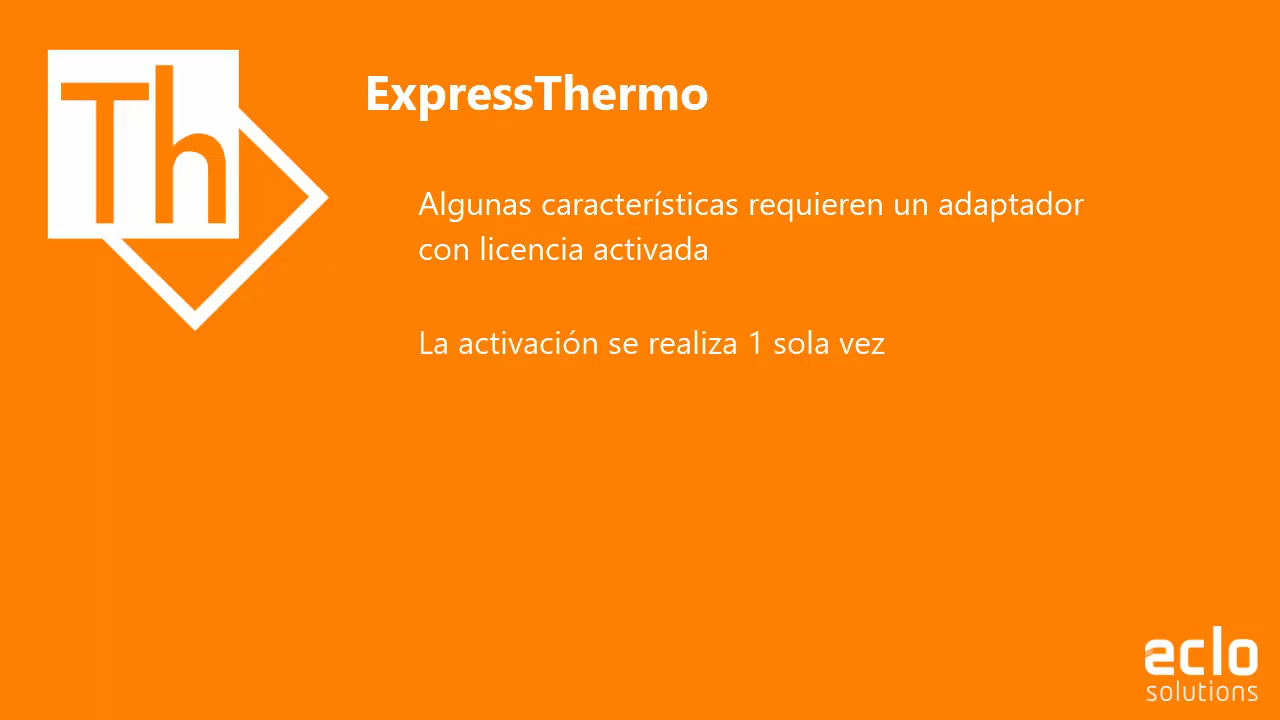 Th
ExpressThermo
Algunas características requieren un adaptador
con licencia activada
La activación se realiza 1 sola vez
eclo
solutions